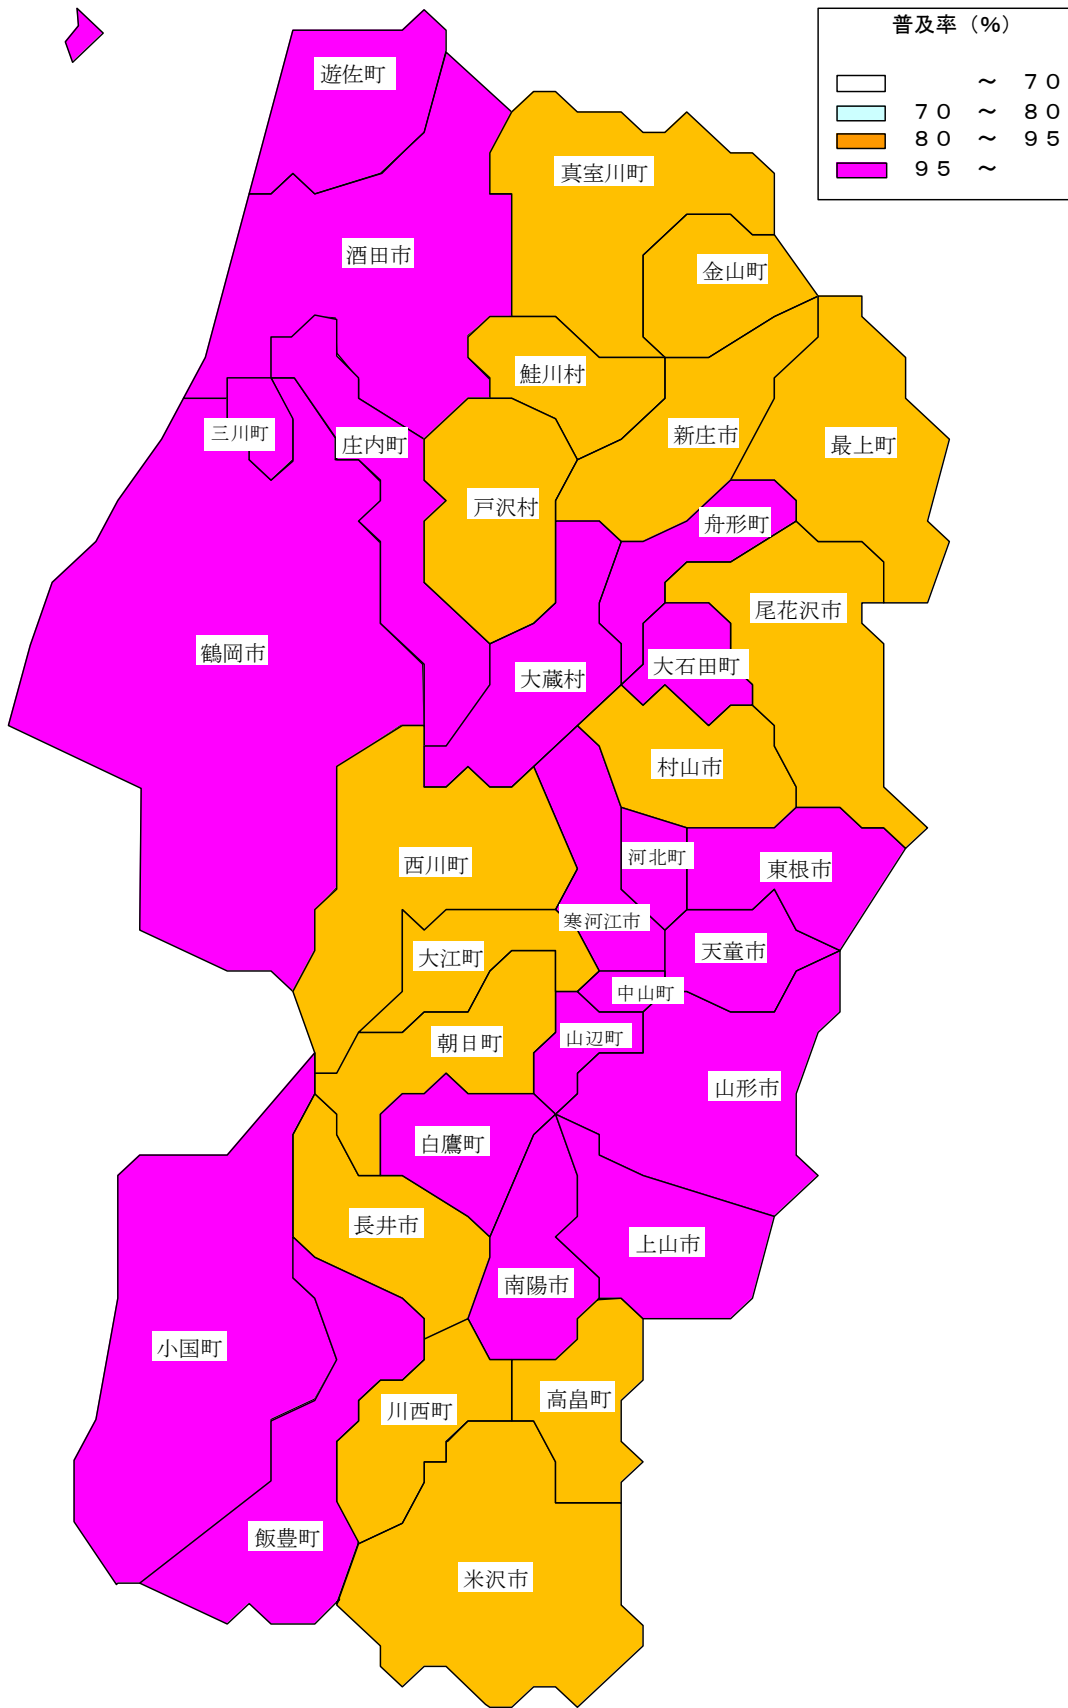 普及率（%）
～ ７０
７０ ～ ８０
８０ ～ ９５
９５ ～
遊佐町
真室川町
酒田市
金山町
鮭川村
三川町
庄内町
新庄市
最上町
戸沢村
舟形町
尾花沢市
鶴岡市
大蔵村
大石田町
村山市
西川町
河北町
東根市
寒河江市
大江町
天童市
中山町
朝日町
山辺町
山形市
白鷹町
長井市
上山市
南陽市
小国町
川西町
高畠町
飯豊町
米沢市